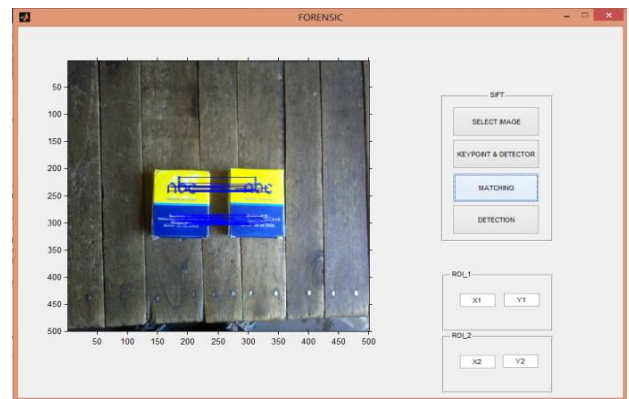 FORENSIC
50
100
150
200
250
300
350
400
450
500
50 100 150 200 250 300 350 400 450 500
abc abc
SIFT
SELECT IMAGE
KEYPOINT & DETECTOR
MATCHING
DETECTION
ROI_1
X1 Y1
ROI_2
X2 Y2